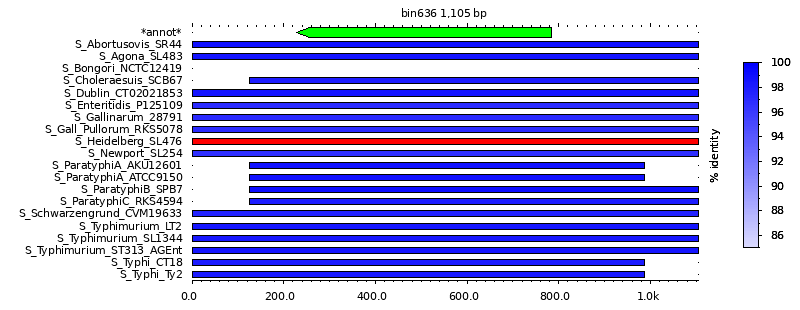 bin636 1,105 bp
*annot*
S_Abortusovis_SR44
S_Agona_SL483
S_Bongori_NCTC12419
S_Choleraesuis_SCB67
S_Dublin_CT02021853
S_Enteritidis_P125109
S_Gallinarum_28791
S_Gall_Pullorum_RKS5078
S_Heidelberg_SL476
S_Newport_SL254
S_ParatyphiA_AKU12601
S_ParatyphiA_ATCC9150
S_ParatyphiB_SPB7
S_ParatyphiC_RKS4594
S_Schwarzengrund_CVM19633
S_Typhimurium_LT2
S_Typhimurium_SL1344
S_Typhimurium_ST313_AGEnt
S_Typhi_CT18
S_Typhi_Ty2
0.0 200.0 400.0 600.0 800.0 1.0k
% identity
100
98
96
94
92
90
88
86